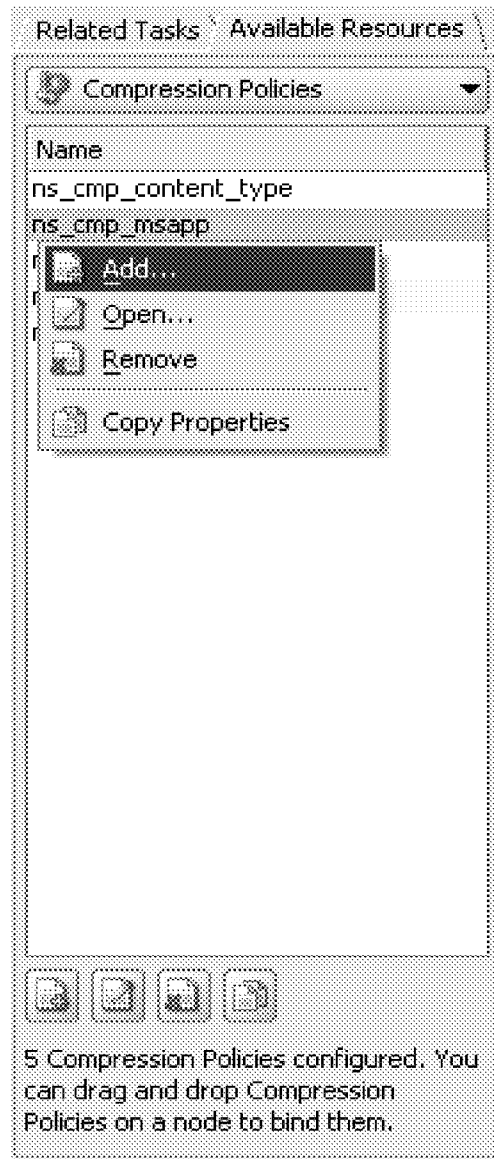 Related Tasks Available Resources
Compression Policies
Name
ns_cmp_content_type
ns_cmp_msapp
Add...
Open...
Remove
Copy Properties
5 Compression Policies configured. You
can drag and drop Compression
Policies on a node to bind them.